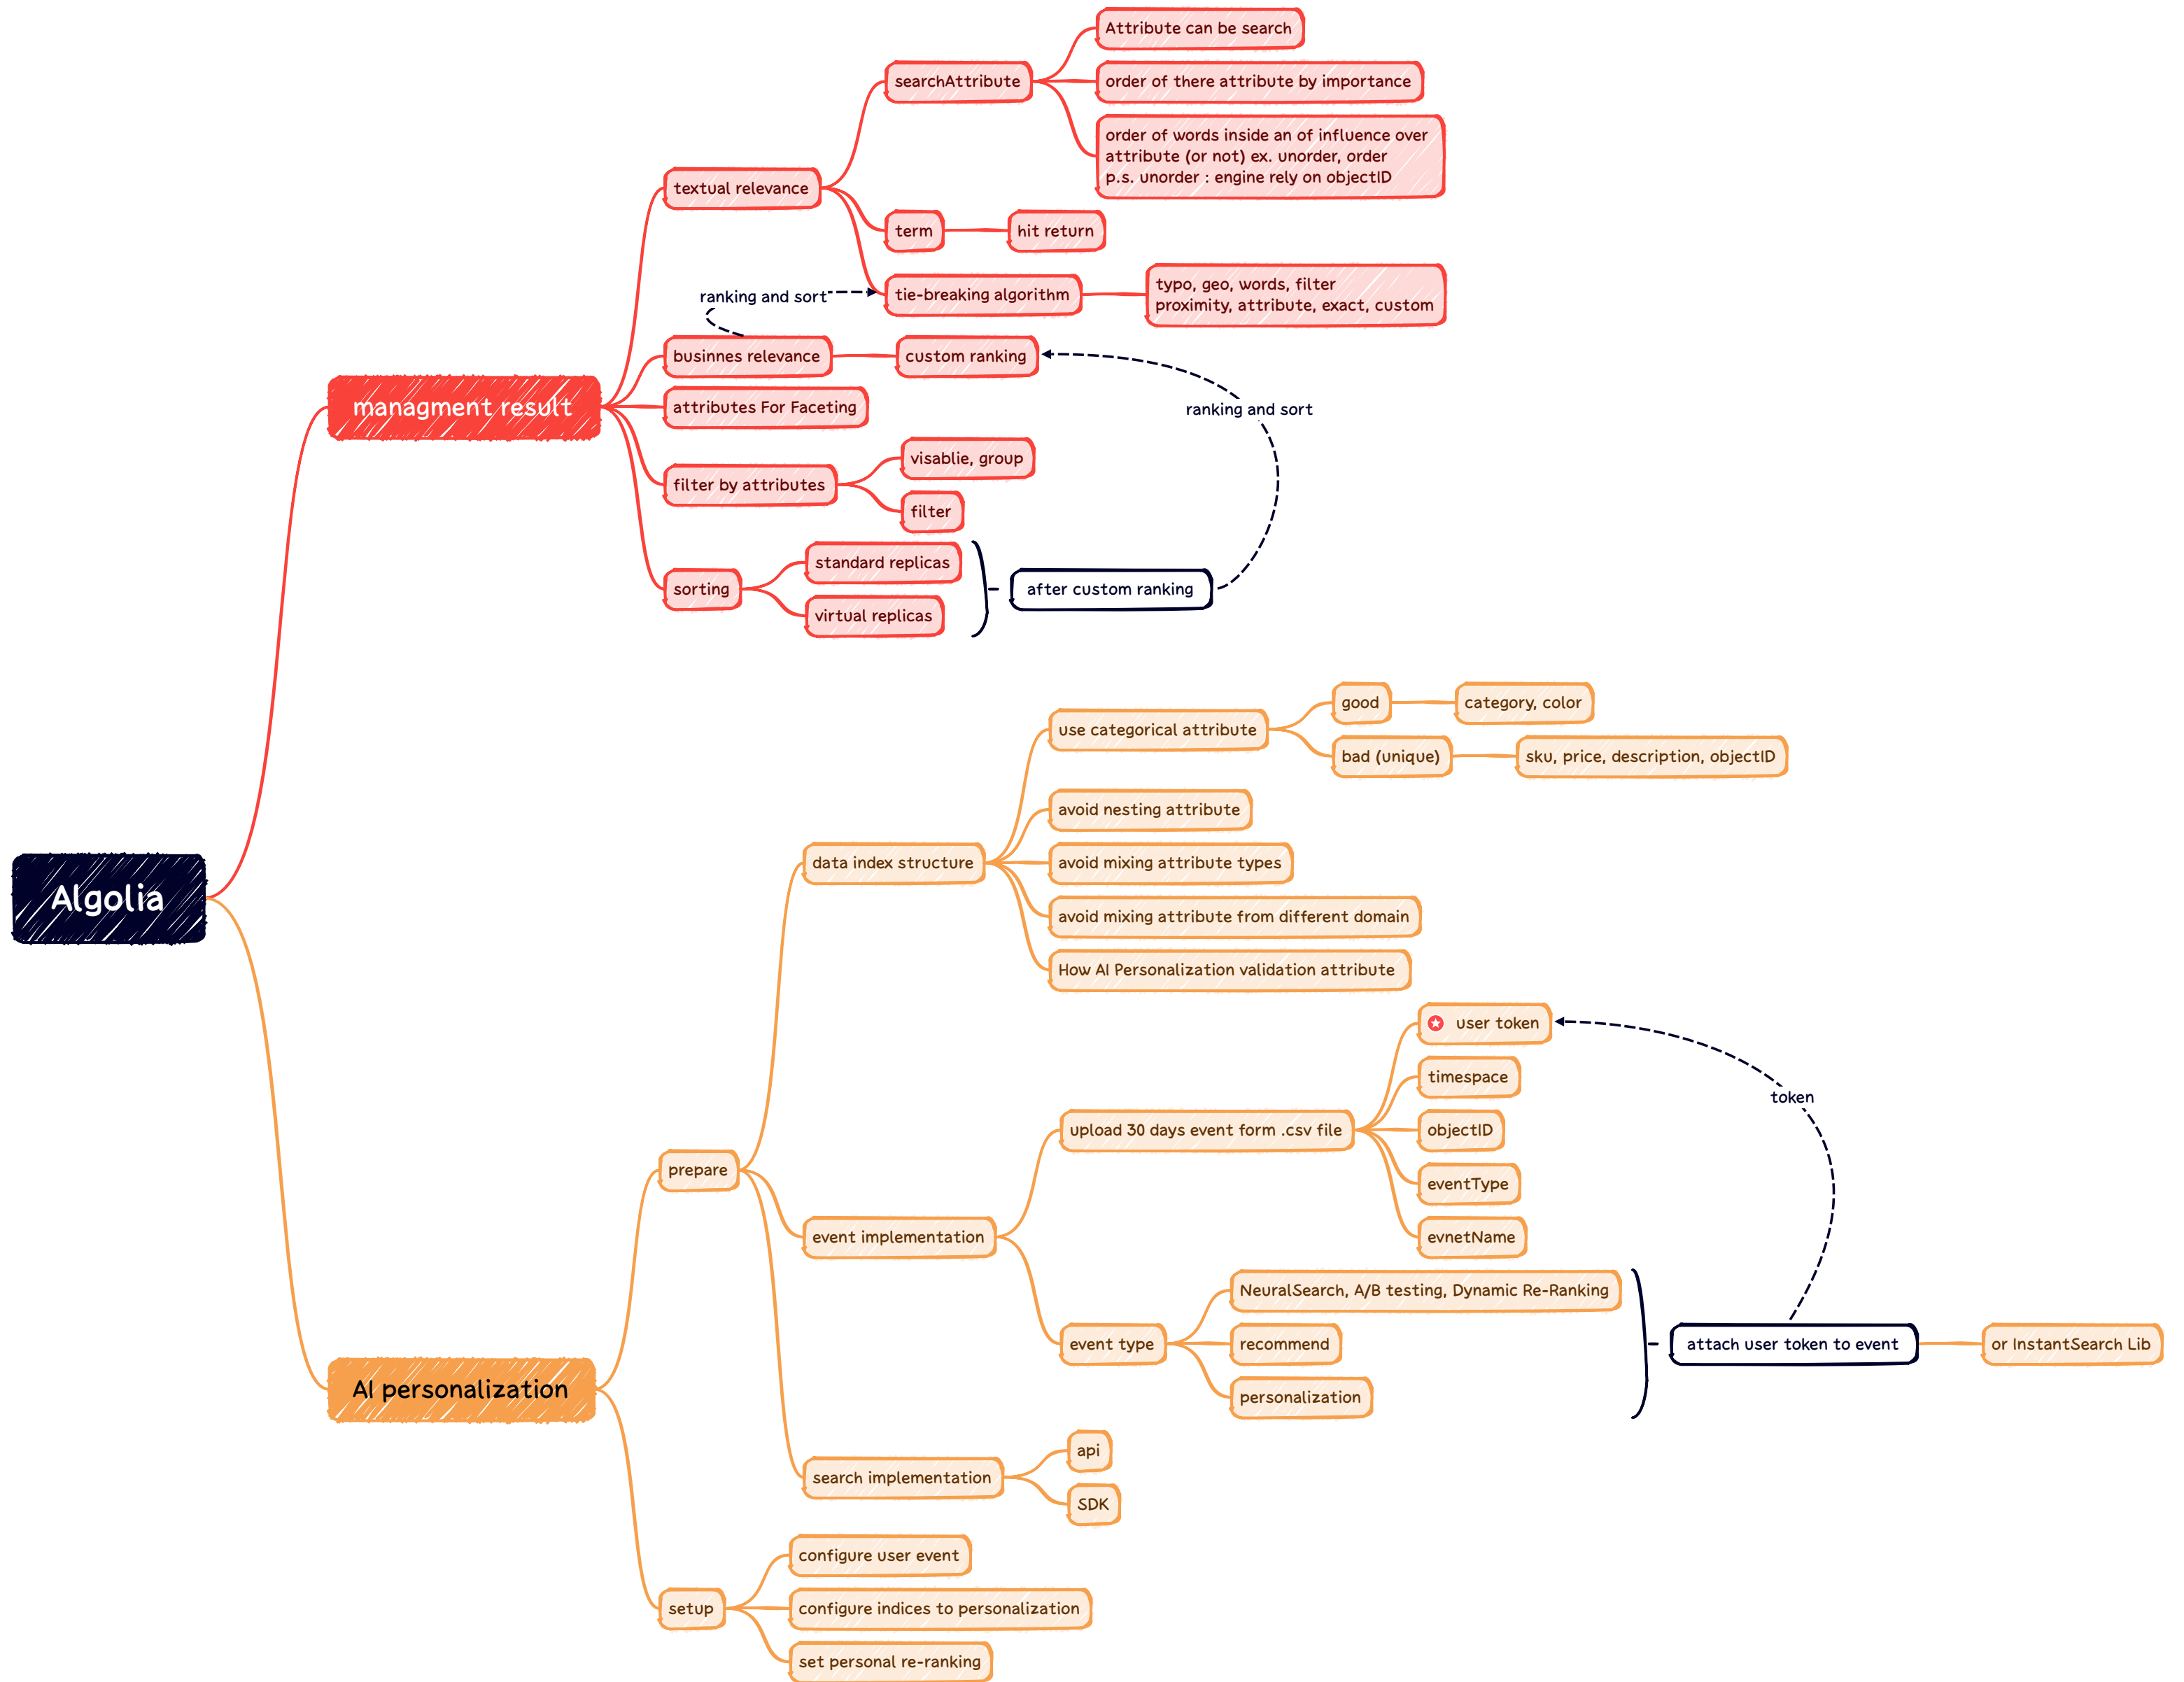 Algolia
managment result
textual relevance
searchAttribute
Attribute can be search
order of there attribute by importance
order of words inside an of influence over
attribute (or not) ex. unorder, order
p.s. unorder : engine rely on objectID
term
hit return
tie-breaking algorithm
typo, geo, words, filter
proximity, attribute, exact, custom
ranking and sort
businnes relevance
custom ranking
ranking and sort
attributes For Faceting
filter by attributes
visablie, group
filter
sorting
standard replicas
virtual replicas
after custom ranking
AI personalization
prepare
data index structure
use categorical attribute
good
category, color
bad (unique)
sku, price, description, objectID
avoid nesting attribute
avoid mixing attribute types
avoid mixing attribute from different domain
How AI Personalization validation attribute
event implementation
upload 30 days event form .csv file
user token
timespace
objectID
eventType
evnetName
token
event type
NeuralSearch, A/B testing, Dynamic Re-Ranking
recommend
personalization
attach user token to event
or InstantSearch Lib
search implementation
api
SDK
setup
configure user event
configure indices to personalization
set personal re-ranking